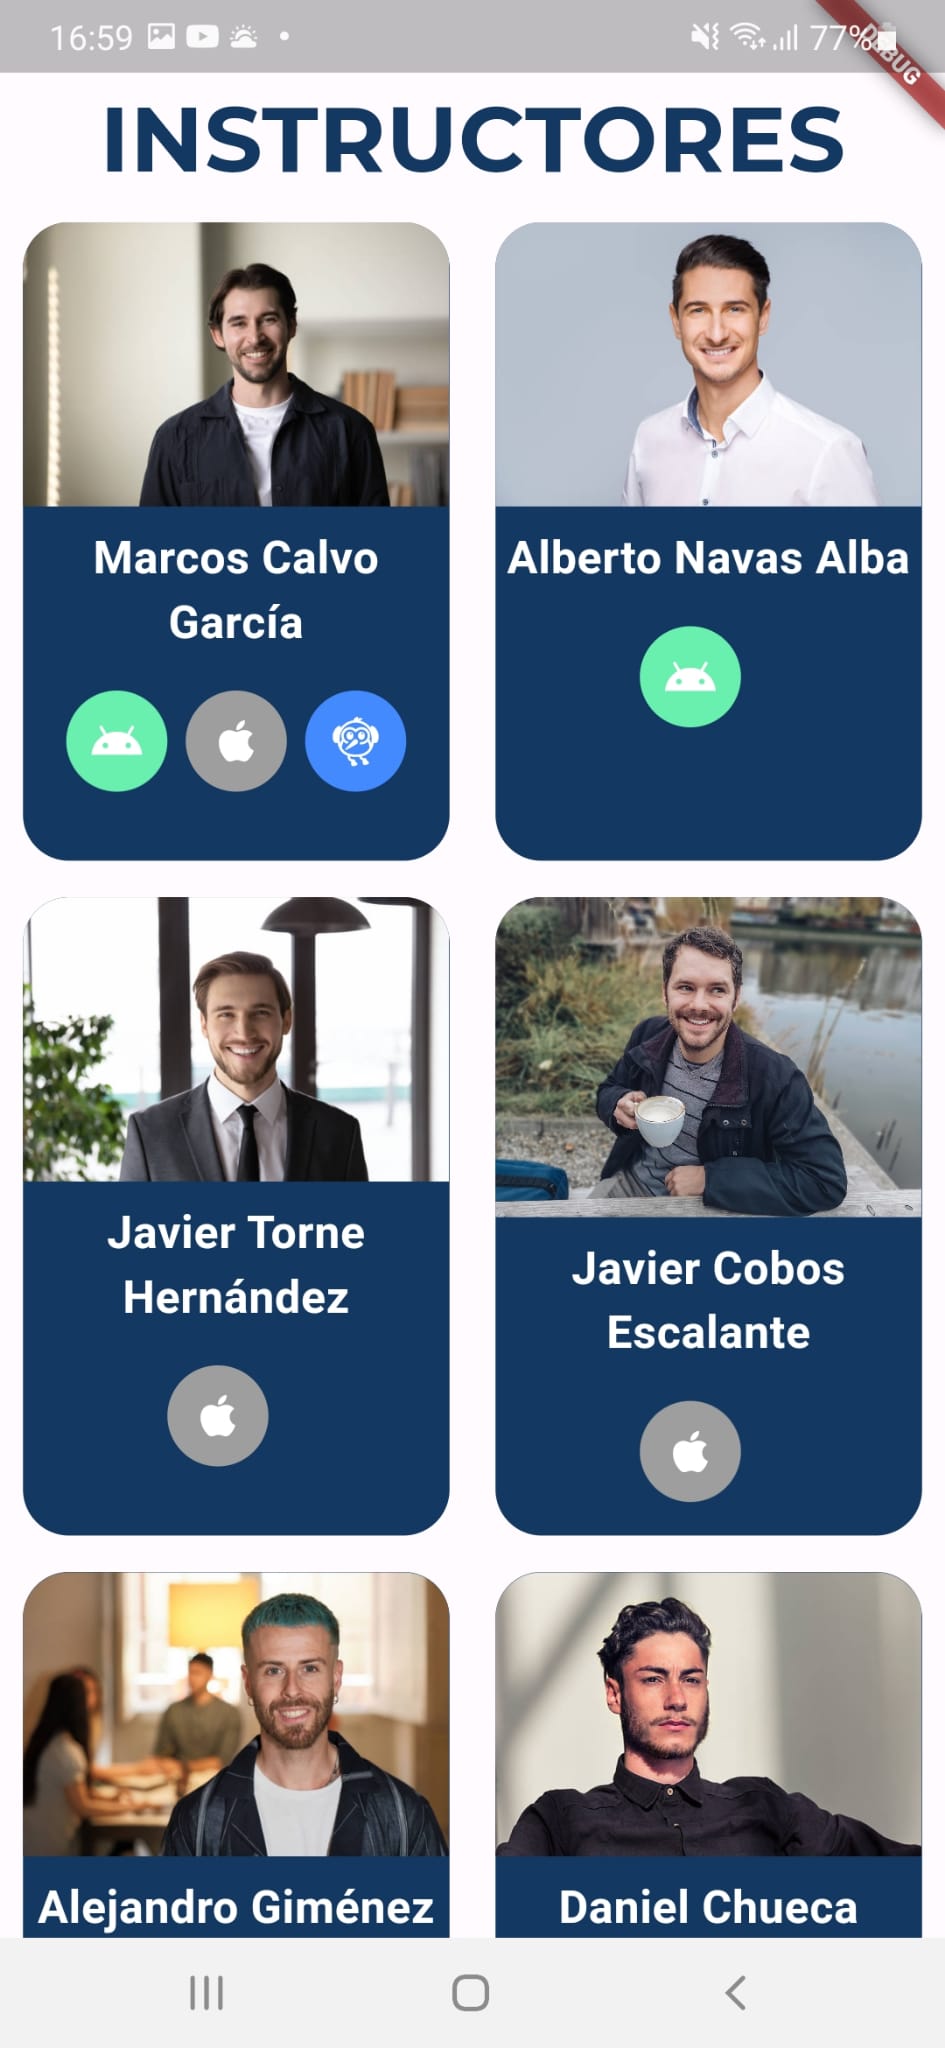 16:59
77%
DEBUG
INSTRUCTORES
Marcos Calvo
García
Alberto Navas Alba
Javier Torne
Hernández
Javier Cobos
Escalante
Alejandro Giménez
Daniel Chueca